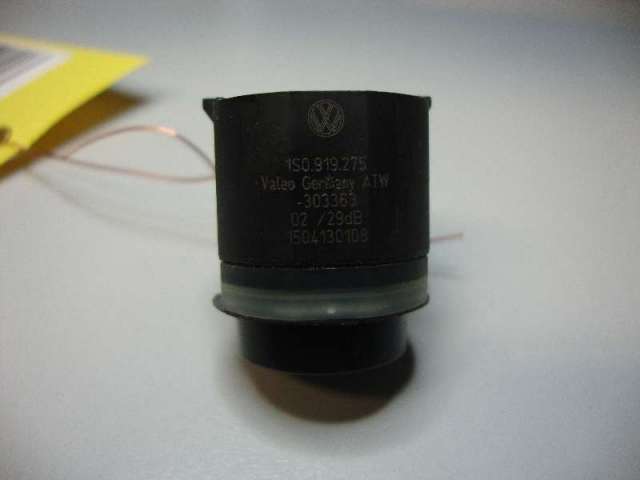 1S0.919.275
Valeo Germany ATW
-303363
02 /29dB
1504130108